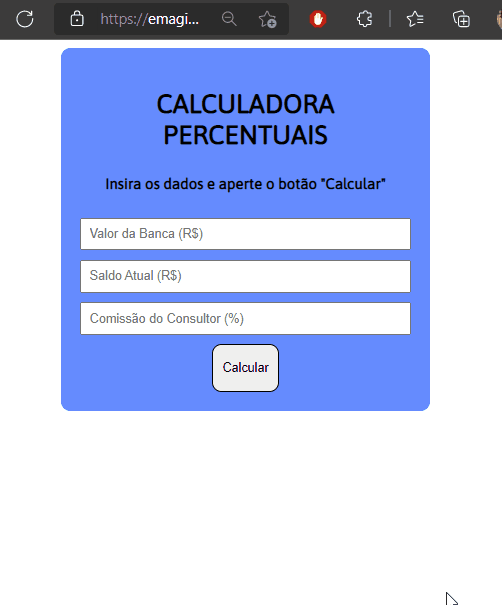 https://emagi...
CALCULADORA
PERCENTUAIS
Insira os dados e aperte o botão "Calcular"
Valor da Banca (R$)
Saldo Atual (R$)
Comissão do Consultor (%)
Calcular